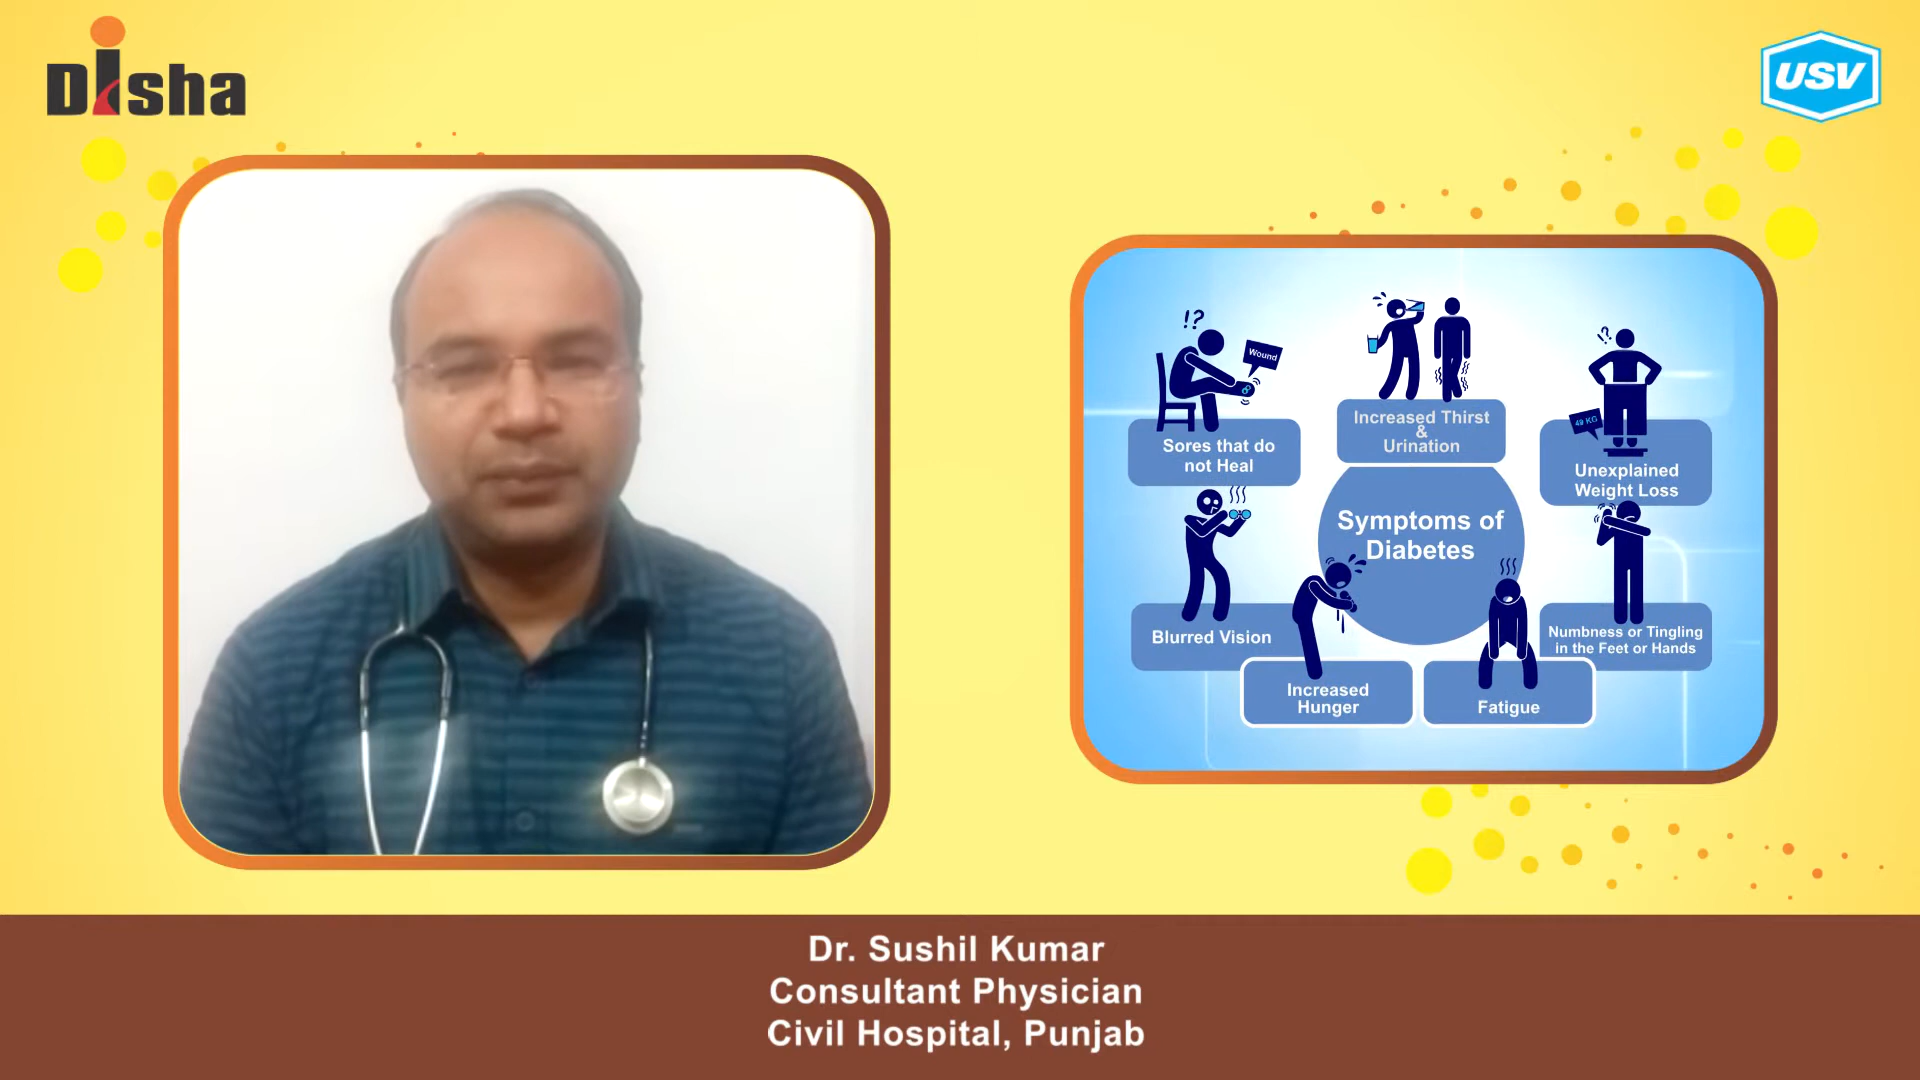 Disha
USV
!?
Wound
Sores that do
not Heal
Increased Thirst
&
Urination
!?
49 KG
Unexplained
Weight Loss
Symptoms of
Diabetes
Blurred Vision
Numbness or Tingling
in the Feet or Hands
Increased
Hunger
Fatigue
Dr. Sushil Kumar
Consultant Physician
Civil Hospital, Punjab